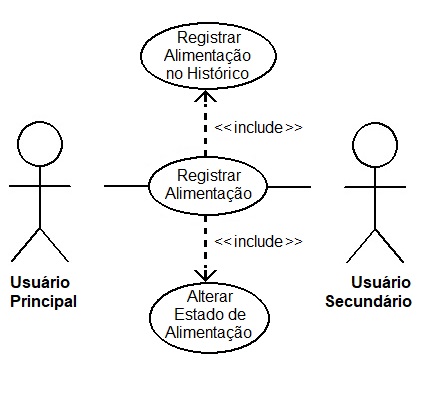 Registrar
Alimentação
no Histórico
<<include>>
Registrar
Alimentação
<<include>>
Usuário
Principal
Usuário
Secundário
Alterar
Estado de
Alimentação